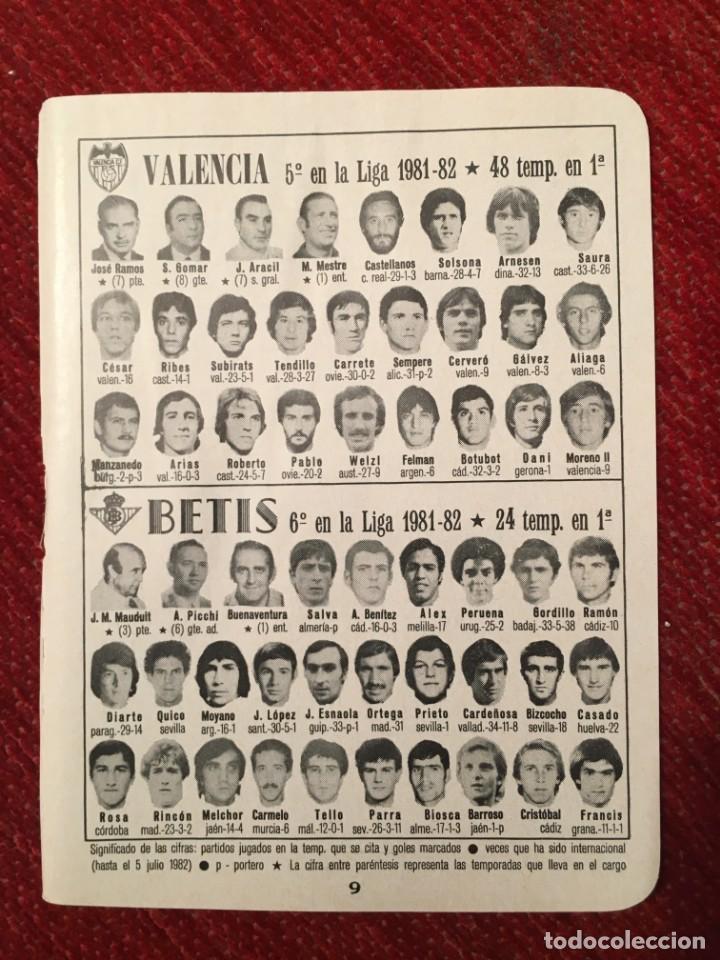 VALENCIA C.F.
VALENCIA 5º en la Liga 1981-82 ★ 48 temp. en 1ª
José Ramos S. Gomar J. Aracil M. Mestre Castellanos Solsona Arnesen Saura
★ (7) pte. ★ (8) gte. ★ (7) s. gral. ★ (1) ent. c. real-29-1-3 barna.-28-4-7 dina.-32-13 cast.-33-6-26
César Ribes Subirats Tendillo Carrete Sempere Cerveró Gálvez Aliaga
valen.-16 cast.-14-1 val.-23-5-1 val.-28-3-27 ovie.-30-0-2 alic.-31-p-2 valen.-9 valen.-8-3 valen.-6
Manzanedo Arias Roberto Pablo Welzl Felman Botubot Dani Moreno II
burg.-2-p-3 val.-16-0-3 cast.-24-5-7 ovie.-20-2 aust.-27-9 argen.-6 cád.-32-3-2 gerona-1 valencia-9
BETIS 6º en la Liga 1981-82 ★ 24 temp. en 1ª
J. M. Mauduit A. Picchi Buenaventura Salva A. Benítez Alex Peruena Gordillo Ramón
★ (3) pte. ★ (6) gte. ad. ★ (1) ent. almería-p cád.-16-0-3 melilla-17 urug.-25-2 badaj.-33-5-38 cádiz-10
Diarte Quico Moyano J. López J. Esnaola Ortega Prieto Cardeñosa Bizcocho Casado
parag.-29-14 sevilla arg.-16-1 sant.-30-5-1 guip.-33-p-1 mad.-31 sevilla-1 vallad.-34-11-8 sevilla-18 huelva-22
Rosa Rincón Melchor Carmelo Tello Parra Biosca Barroso Cristóbal Francis
córdoba mad.-23-3-2 jaén-14-4 murcia-6 mál.-12-0-1 sev.-26-3-11 alme.-17-1-3 jaén-1-p cádiz grana.-11-1-1
Significado de las cifras: partidos jugados en la temp. que se cita y goles marcados ● veces que ha sido internacional
(hasta el 5 julio 1982) ● p - portero ★ La cifra entre paréntesis representa las temporadas que lleva en el cargo
9
todocoleccion.net